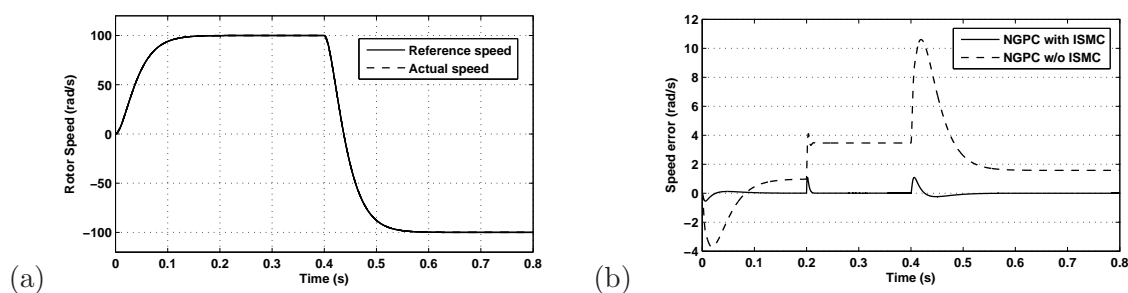 100
50
0
−50
−100
Rotor Speed (rad/s)
Reference speed
Actual speed
0 0.1 0.2 0.3 0.4 0.5 0.6 0.7 0.8
Time (s)
(a)
12
10
8
6
4
2
0
−2
−4
Speed error (rad/s)
NGPC with ISMC
NGPC w/o ISMC
0 0.1 0.2 0.3 0.4 0.5 0.6 0.7 0.8
Time (s)
(b)